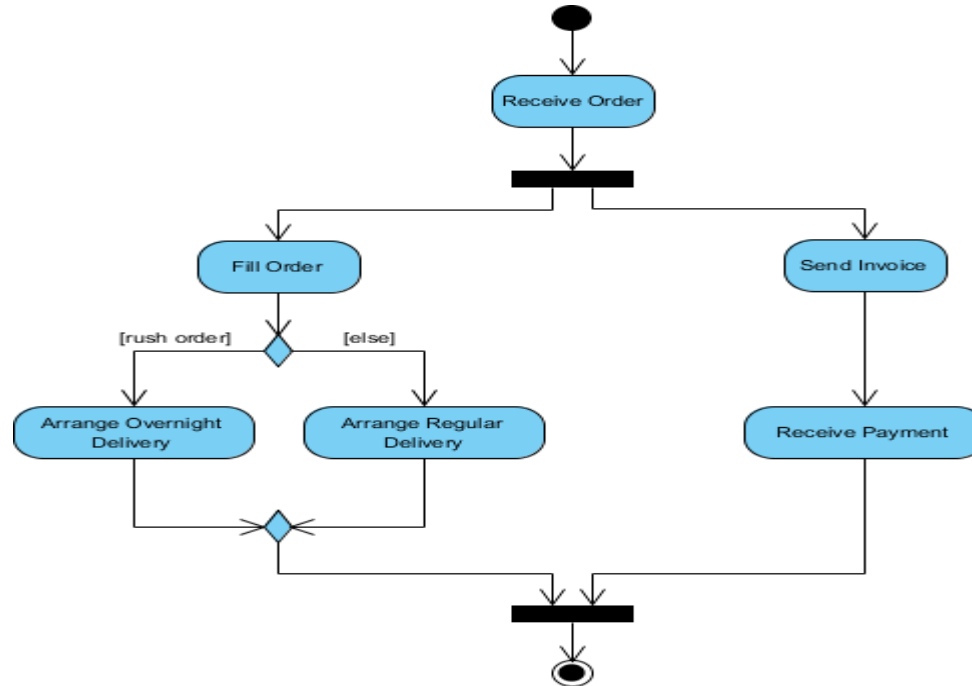 Receive Order
Fill Order
Send Invoice
[rush order]
[else]
Arrange Overnight
Delivery
Arrange Regular
Delivery
Receive Payment